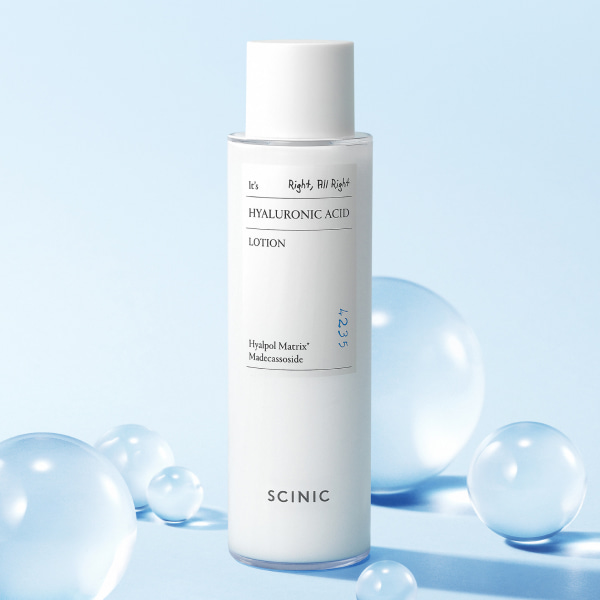 It's Right, All Right
HYALURONIC ACID
LOTION
4235
Hyalpol Matrix*
Madecassoside
SCINIC